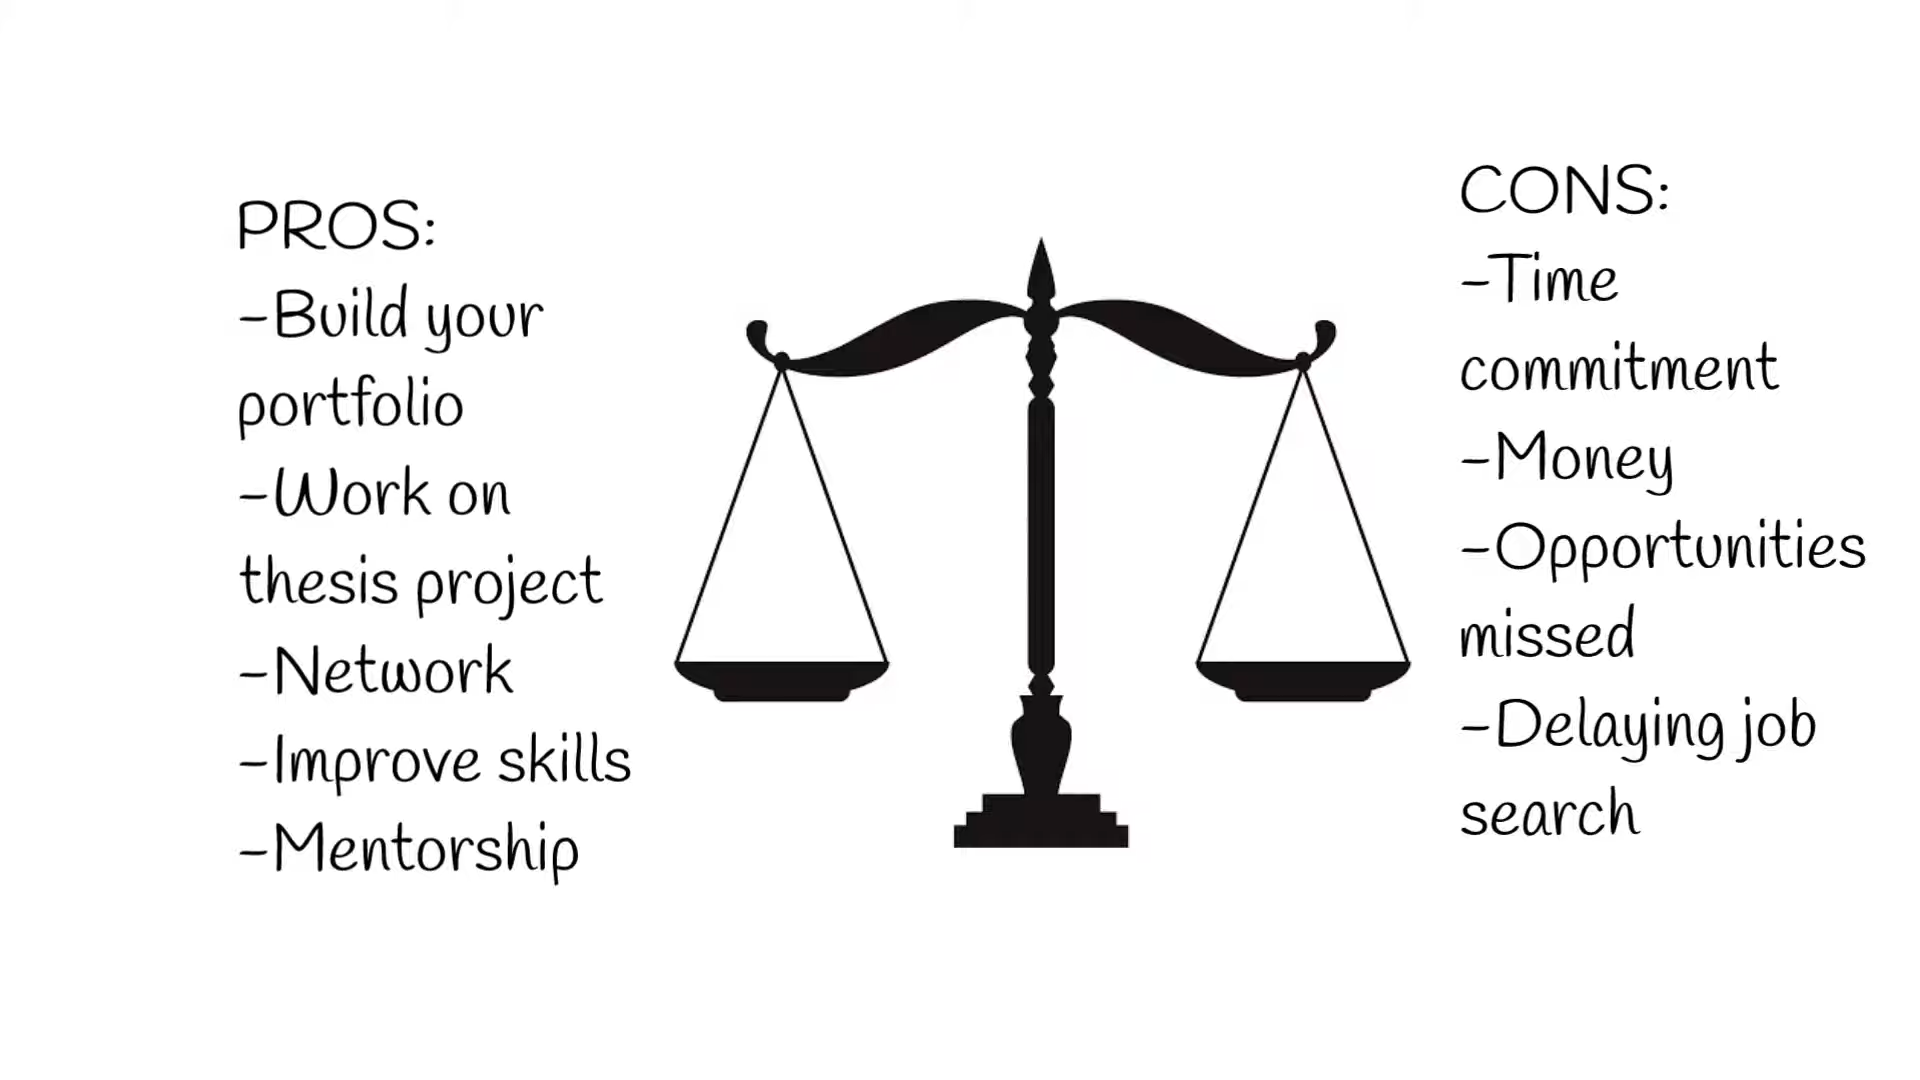 PROS:
-Build your
portfolio
-Work on
thesis project
-Network
-Improve skills
-Mentorship
CONS:
-Time
commitment
-Money
-Opportunities
missed
-Delaying job
search